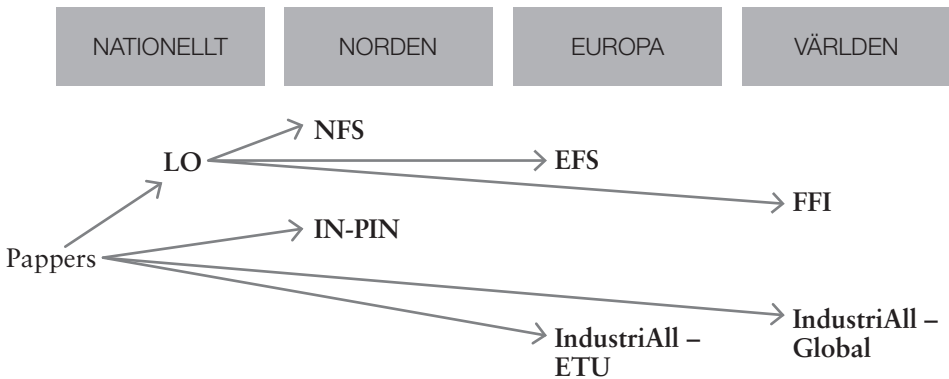 NATIONELLT
NORDEN
EUROPA
VÄRLDEN
NFS
LO
EFS
FFI
IN-PIN
Pappers
IndustriAll –
Global
IndustriAll –
ETU